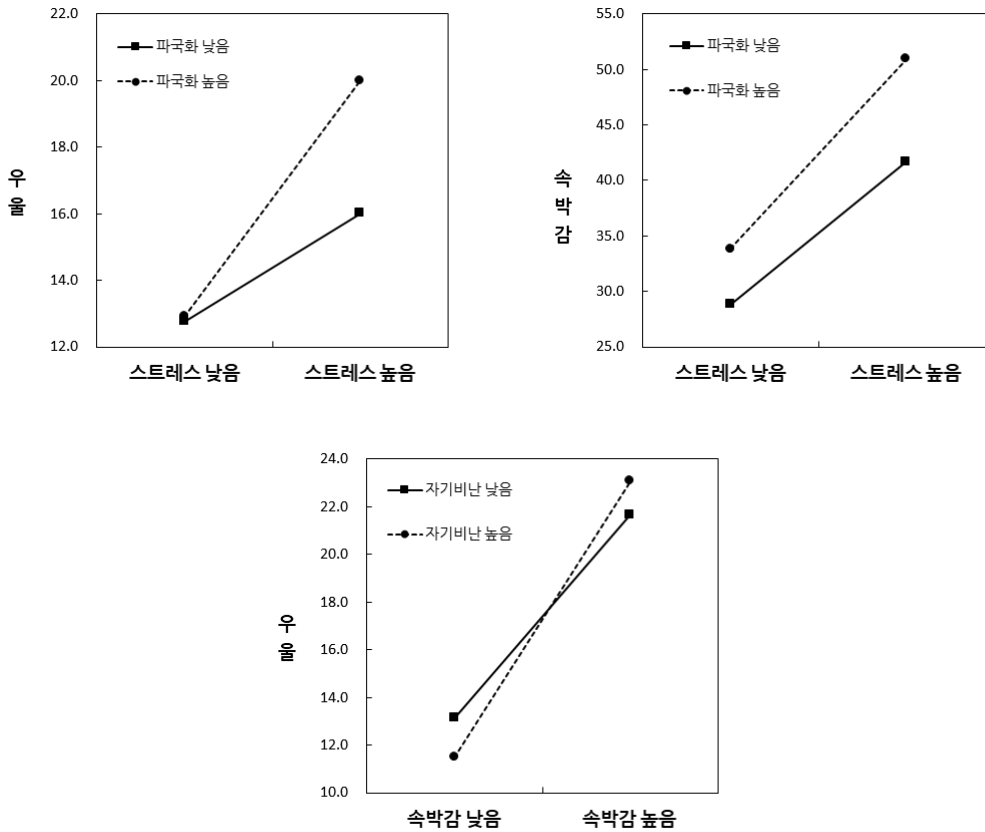 22.0
20.0
18.0
16.0
14.0
12.0
우울
파국화 낮음
파국화 높음
스트레스 낮음
스트레스 높음
55.0
50.0
45.0
40.0
35.0
30.0
25.0
속박감
파국화 낮음
파국화 높음
스트레스 낮음
스트레스 높음
24.0
22.0
20.0
18.0
16.0
14.0
12.0
10.0
우울
자기비난 낮음
자기비난 높음
속박감 낮음
속박감 높음